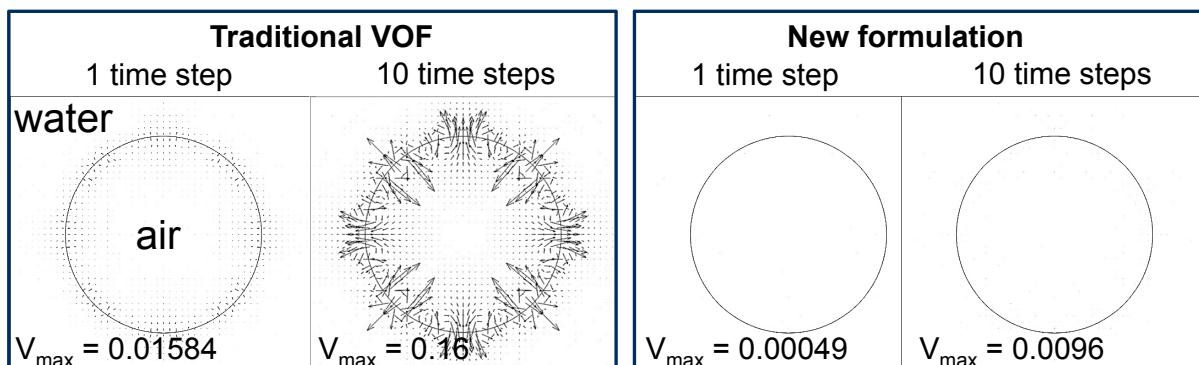 Traditional VOF
1 time step 10 time steps
water
air
V_max = 0.01584 V_max = 0.16
New formulation
1 time step 10 time steps
V_max = 0.00049 V_max = 0.0096